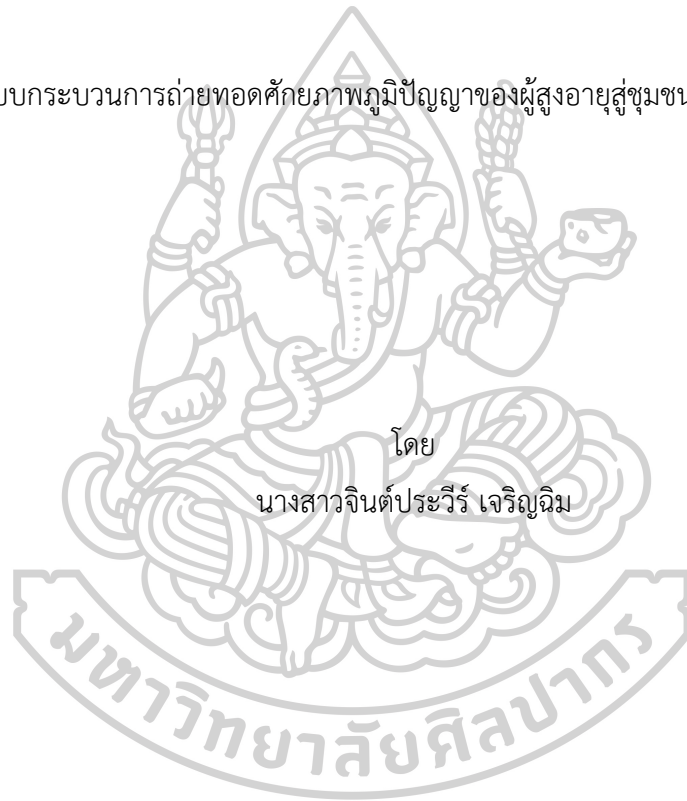 บบกระบวนการถ่ายทอดศักยภาพภูมิปัญญาของผู้สูงอายุสู่ชุมชน
โดย
นางสาวจินต์ประวีร์ เจริญฉิม
มหาวิทยาลัยศิลปากร